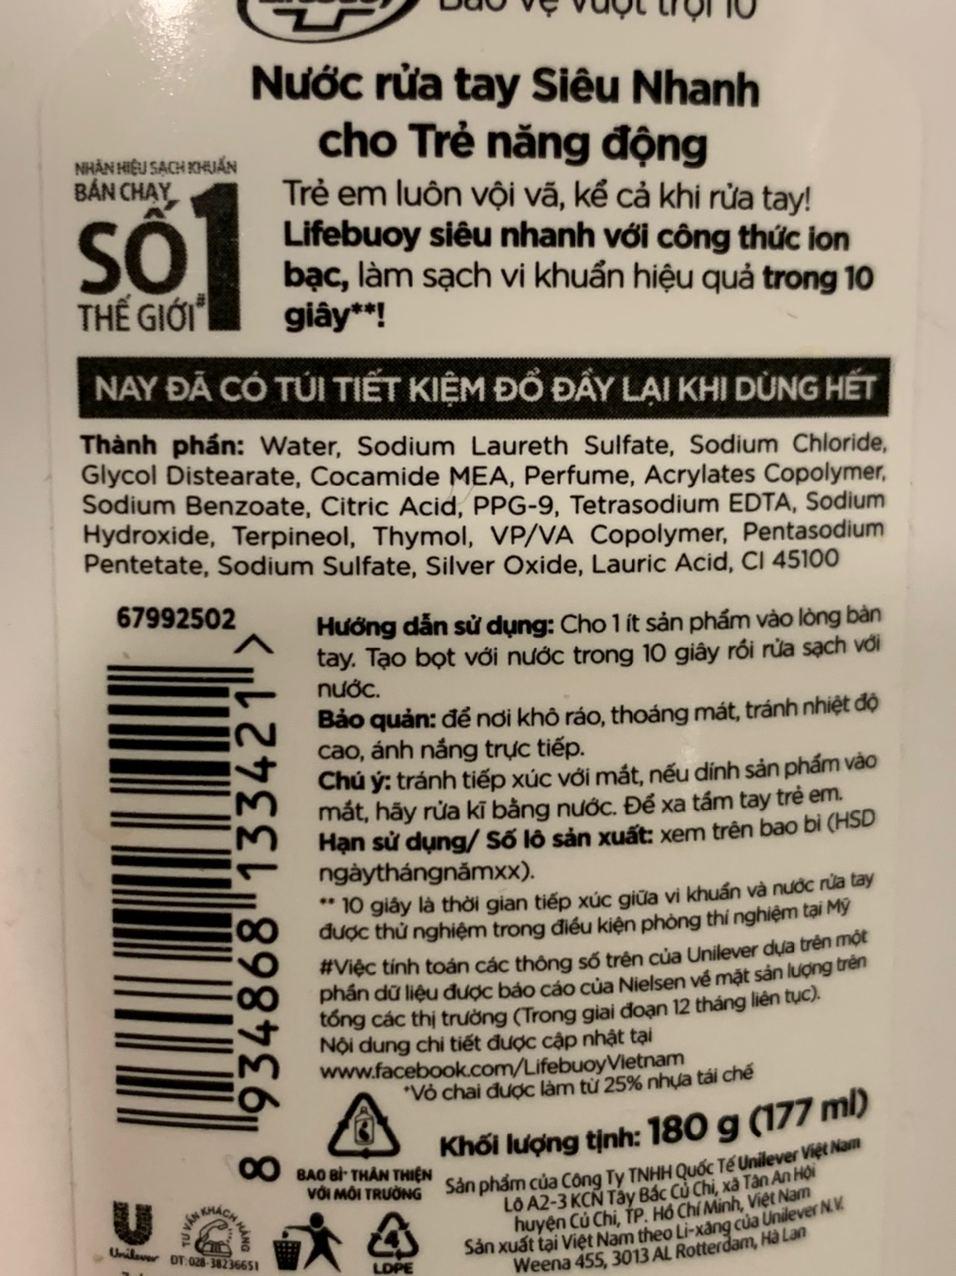 Bảo vệ vượt trội 10
Nước rửa tay Siêu Nhanh
cho Trẻ năng động
NHÃN HIỆU SẠCH KHUẨN
BÁN CHẠY
SỐ 1
THẾ GIỚI#
Trẻ em luôn vội vã, kể cả khi rửa tay!
Lifebuoy siêu nhanh với công thức ion
bạc, làm sạch vi khuẩn hiệu quả trong 10
giây**!
NAY ĐÃ CÓ TÚI TIẾT KIỆM ĐỔ ĐẦY LẠI KHI DÙNG HẾT
Thành phần: Water, Sodium Laureth Sulfate, Sodium Chloride,
Glycol Distearate, Cocamide MEA, Perfume, Acrylates Copolymer,
Sodium Benzoate, Citric Acid, PPG-9, Tetrasodium EDTA, Sodium
Hydroxide, Terpineol, Thymol, VP/VA Copolymer, Pentasodium
Pentetate, Sodium Sulfate, Silver Oxide, Lauric Acid, CI 45100
67992502
8 934868 133421 >
Hướng dẫn sử dụng: Cho 1 ít sản phẩm vào lòng bàn
tay. Tạo bọt với nước trong 10 giây rồi rửa sạch với
nước.
Bảo quản: để nơi khô ráo, thoáng mát, tránh nhiệt độ
cao, ánh nắng trực tiếp.
Chú ý: tránh tiếp xúc với mắt, nếu dính sản phẩm vào
mắt, hãy rửa kĩ bằng nước. Để xa tầm tay trẻ em.
Hạn sử dụng/ Số lô sản xuất: xem trên bao bì (HSD
ngàythángnămxx).
** 10 giây là thời gian tiếp xúc giữa vi khuẩn và nước rửa tay
được thử nghiệm trong điều kiện phòng thí nghiệm tại Mỹ
#Việc tính toán các thông số trên của Unilever dựa trên một
phần dữ liệu được báo cáo của Nielsen về mặt sản lượng trên
tổng các thị trường (Trong giai đoạn 12 tháng liên tục).
Nội dung chi tiết được cập nhật tại
www.facebook.com/LifebuoyVietnam
*Vỏ chai được làm từ 25% nhựa tái chế
Khối lượng tịnh: 180 g (177 ml)
BAO BÌ* THÂN THIỆN
VỚI MÔI TRƯỜNG
Sản phẩm của Công Ty TNHH Quốc Tế Unilever Việt Nam
Lô A2-3 KCN Tây Bắc Củ Chi, xã Tân An Hội
huyện Củ Chi, TP. Hồ Chí Minh, Việt Nam
Sản xuất tại Việt Nam theo Li-xăng của Unilever N.V.
Weena 455, 3013 AL Rotterdam, Hà Lan
Unilever
TƯ VẤN KHÁCH HÀNG
ĐT: 028-38236651
4
LDPE